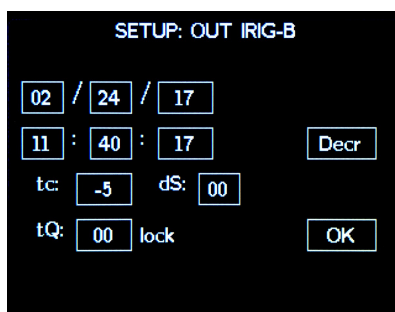 SETUP: OUT IRIG-B
02 / 24 / 17
11 : 40 : 17 Decr
tc: -5 dS: 00
tQ: 00 lock OK